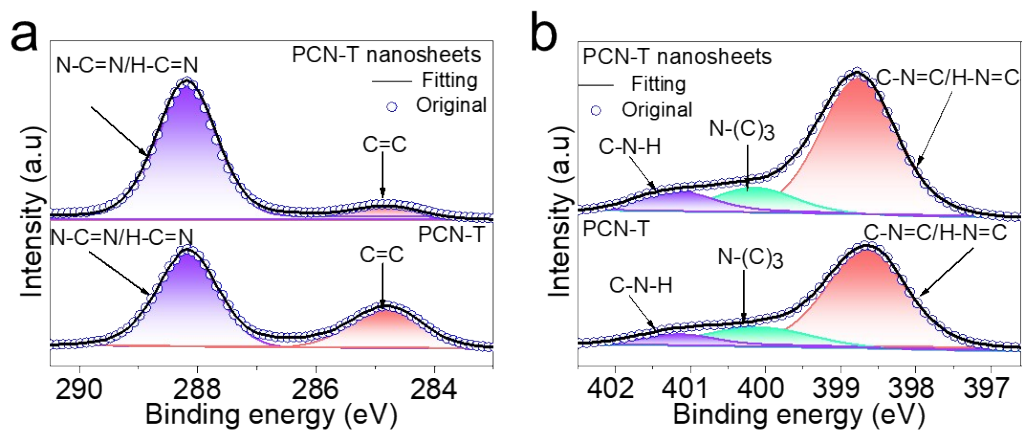 a
Intensity (a.u)
N-C=N/H-C=N
PCN-T nanosheets
Fitting
Original
C=C
N-C=N/H-C=N
PCN-T
C=C
290 288 286 284
Binding energy (eV)
b
Intensity (a.u)
PCN-T nanosheets
Fitting
Original
C-N=C/H-N=C
N-(C)3
C-N-H
PCN-T
C-N=C/H-N=C
N-(C)3
C-N-H
402 401 400 399 398 397
Binding energy (eV)